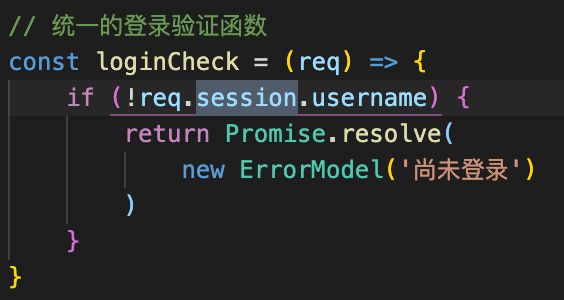 // 统一的登录验证函数
const loginCheck = (req) => {
    if (!req.session.username) {
        return Promise.resolve(
            new ErrorModel('尚未登录')
        )
    }
}